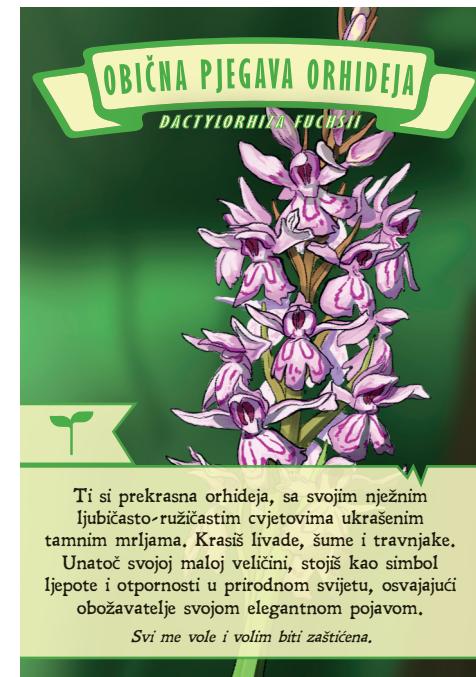 OBIČNA PJEGAVA ORHIDEJA
DACTYLORHIZA FUCHSII
Ti si prekrasna orhideja, sa svojim nježnim
ljubičasto-ružičastim cvjetovima ukrašenim
tamnim mrljama. Krasiš livade, šume i travnjake.
Unatoč svojoj maloj veličini, stojiš kao simbol
ljepote i otpornosti u prirodnom svijetu, osvajajući
obožavatelje svojom elegantnom pojavom.
Svi me vole i volim biti zaštićena.